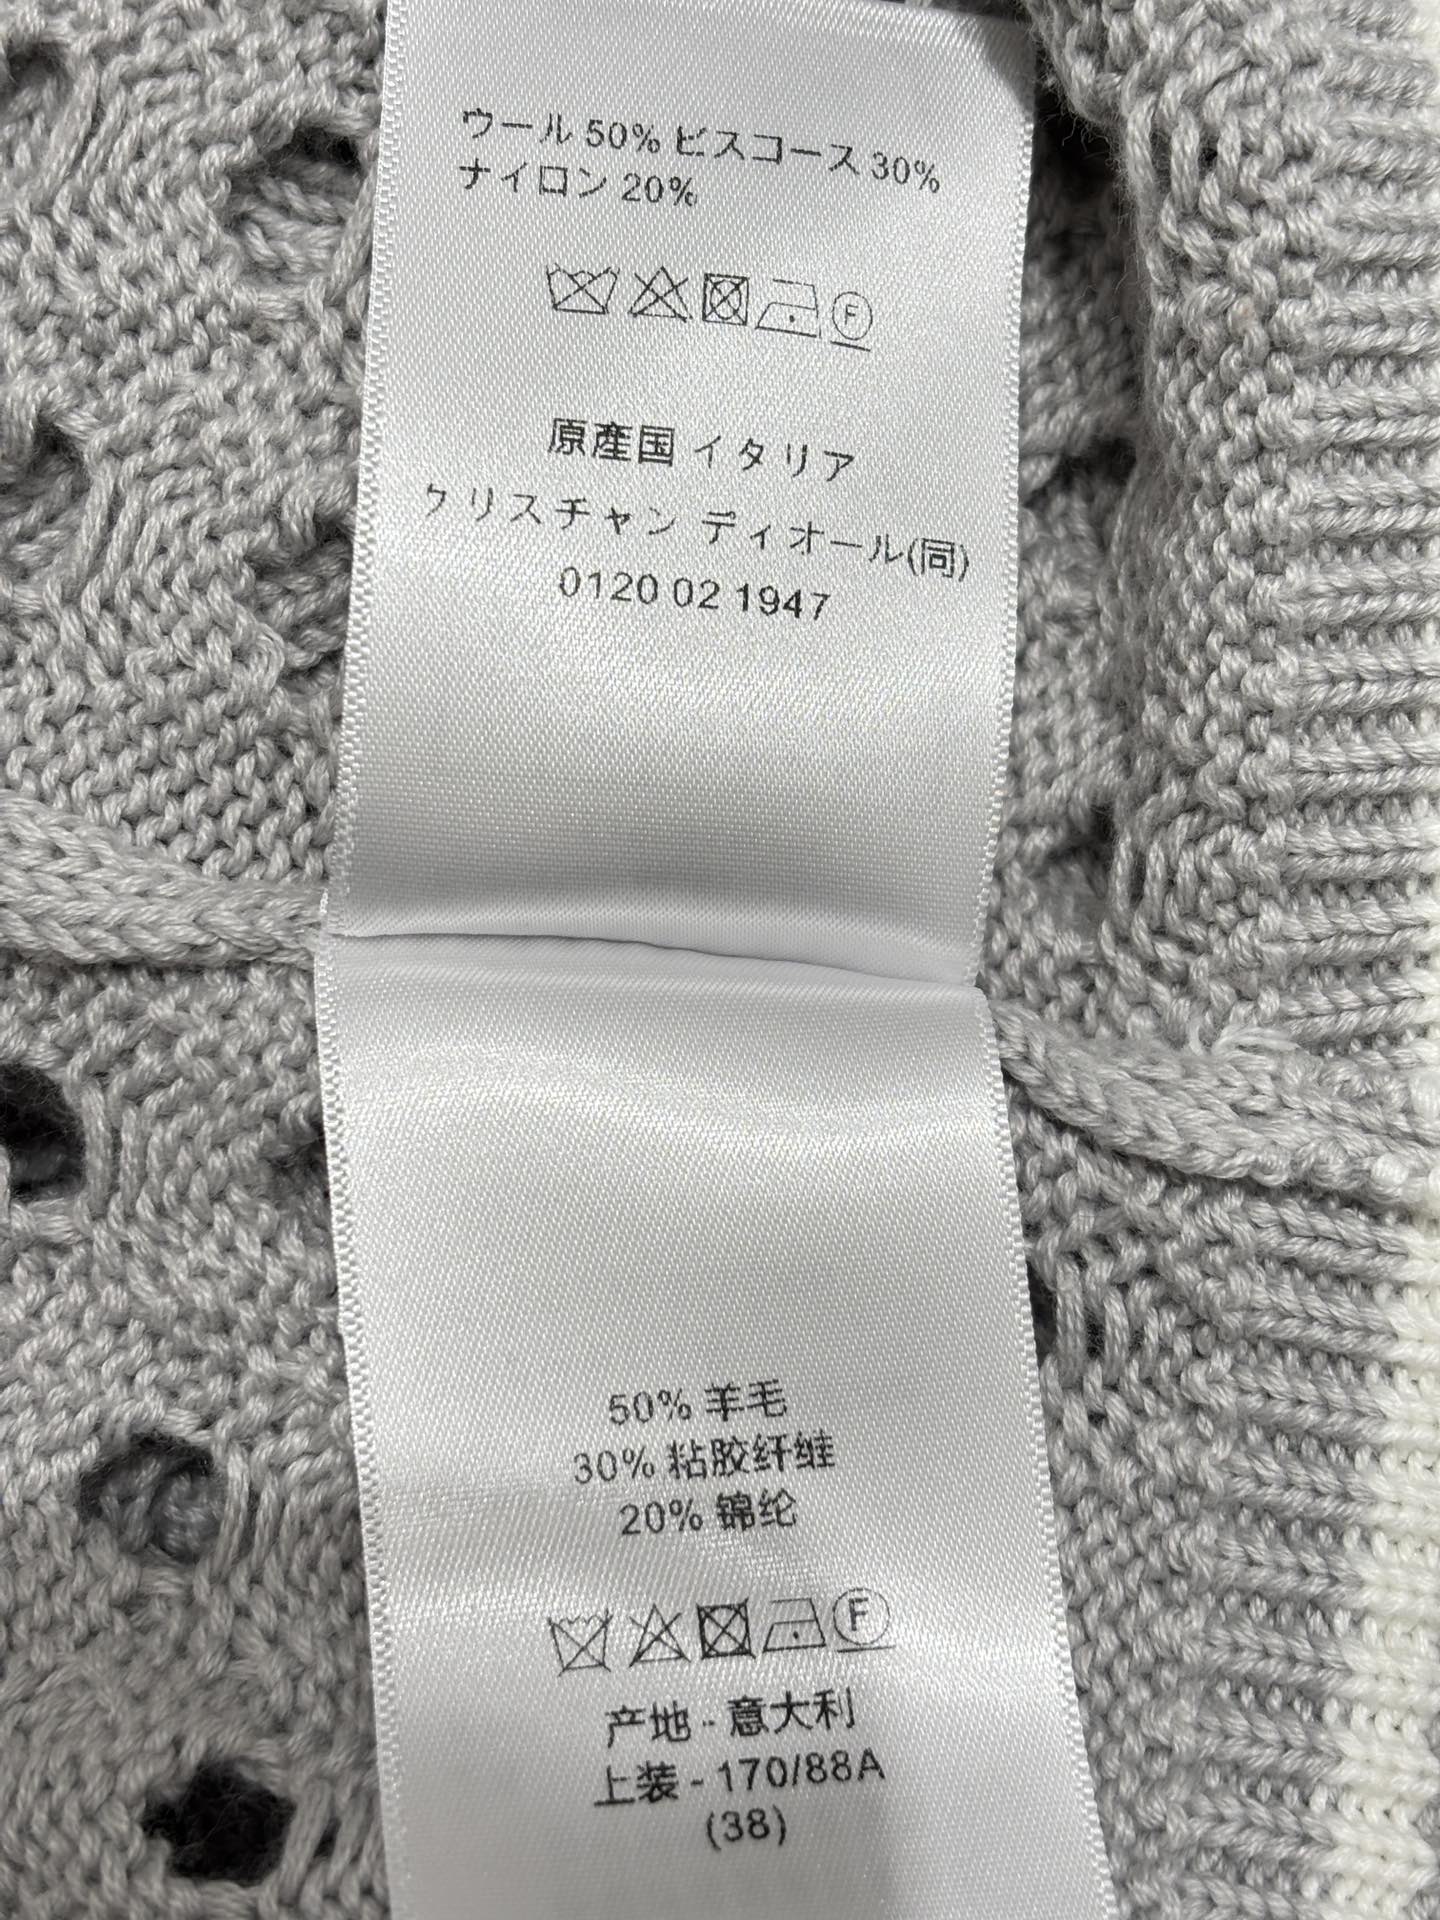 ウール 50% ビスコース 30%
ナイロン 20%
F
原産国 イタリア
クリスチャン ディオール(同)
0120 02 1947
50% 羊毛
30% 粘胶纤维
20% 锦纶
F
产地 - 意大利
上装 - 170/88A
(38)